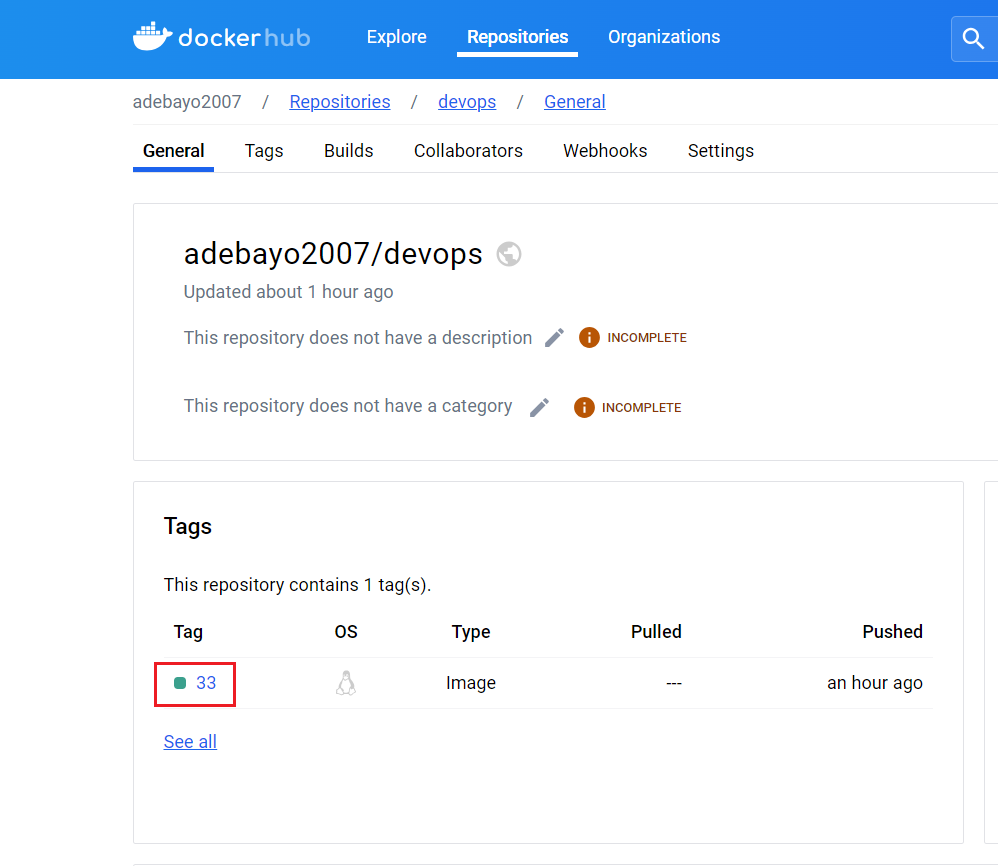 dockerhub Explore Repositories Organizations
adebayo2007 / Repositories / devops / General
General Tags Builds Collaborators Webhooks Settings
adebayo2007/devops
Updated about 1 hour ago
This repository does not have a description INCOMPLETE
This repository does not have a category INCOMPLETE
Tags
This repository contains 1 tag(s).
Tag OS Type Pulled Pushed
33 Image --- an hour ago
See all